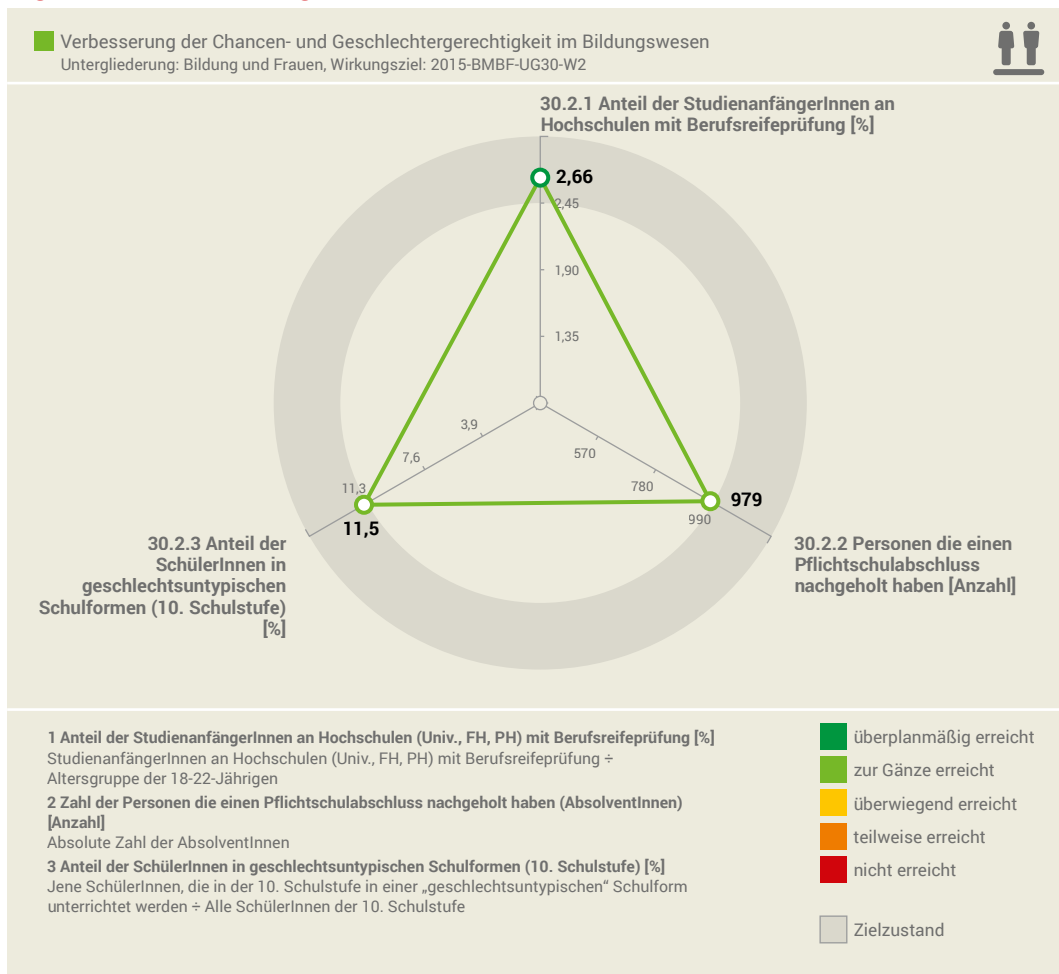 Verbesserung der Chancen- und Geschlechtergerechtigkeit im Bildungswesen
Untergliederung: Bildung und Frauen, Wirkungsziel: 2015-BMBF-UG30-W2
30.2.1 Anteil der StudienanfängerInnen an
Hochschulen mit Berufsreifeprüfung [%]
2,66
2,45
1,90
1,35
3,9
7,6
11,3
11,5
570
780
990
979
30.2.3 Anteil der
SchülerInnen in
geschlechtsuntypischen
Schulformen (10. Schulstufe)
[%]
30.2.2 Personen die einen
Pflichtschulabschluss
nachgeholt haben [Anzahl]
1 Anteil der StudienanfängerInnen an Hochschulen (Univ., FH, PH) mit Berufsreifeprüfung [%]
StudienanfängerInnen an Hochschulen (Univ., FH, PH) mit Berufsreifeprüfung ÷
Altersgruppe der 18-22-Jährigen
2 Zahl der Personen die einen Pflichtschulabschluss nachgeholt haben (AbsolventInnen)
[Anzahl]
Absolute Zahl der AbsolventInnen
3 Anteil der SchülerInnen in geschlechtsuntypischen Schulformen (10. Schulstufe) [%]
Jene SchülerInnen, die in der 10. Schulstufe in einer „geschlechtsuntypischen“ Schulform
unterrichtet werden ÷ Alle SchülerInnen der 10. Schulstufe
überplanmäßig erreicht
zur Gänze erreicht
überwiegend erreicht
teilweise erreicht
nicht erreicht
Zielzustand